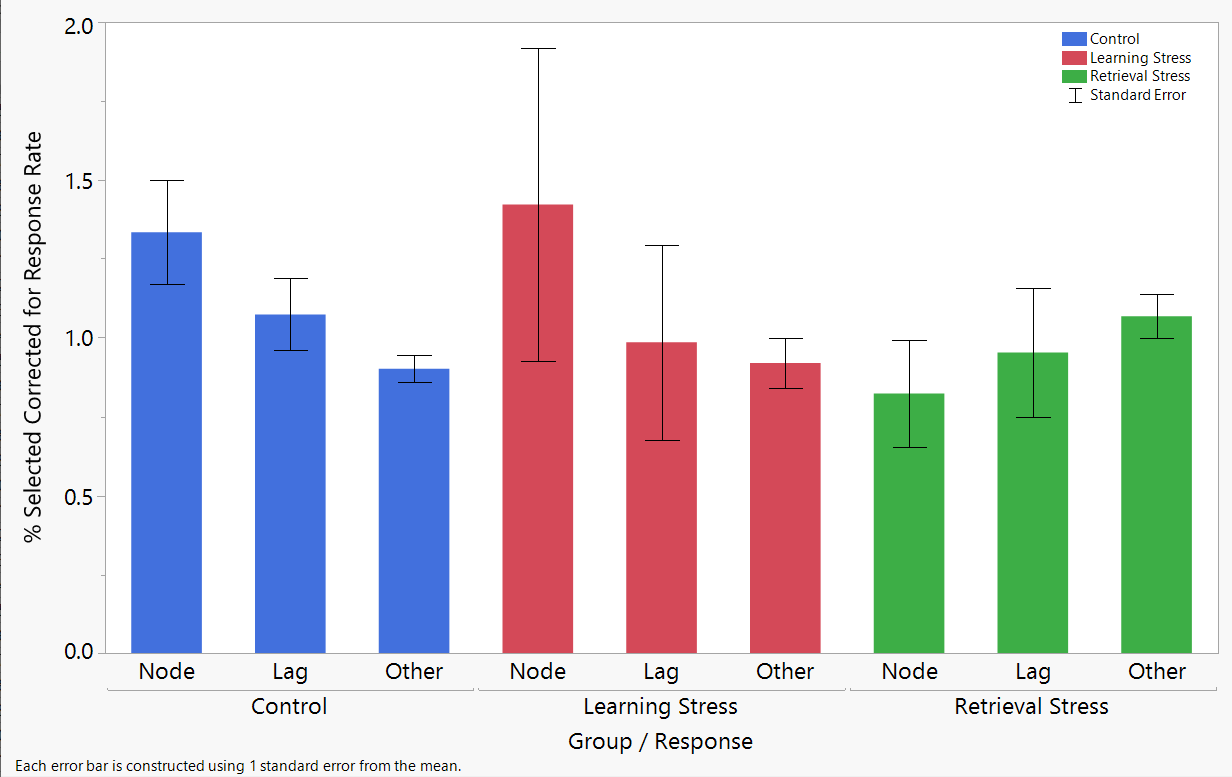 2.0
1.5
1.0
0.5
0.0
% Selected Corrected for Response Rate
Control
Learning Stress
Retrieval Stress
Standard Error
Node Lag Other Node Lag Other Node Lag Other
Control Learning Stress Retrieval Stress
Group / Response
Each error bar is constructed using 1 standard error from the mean.